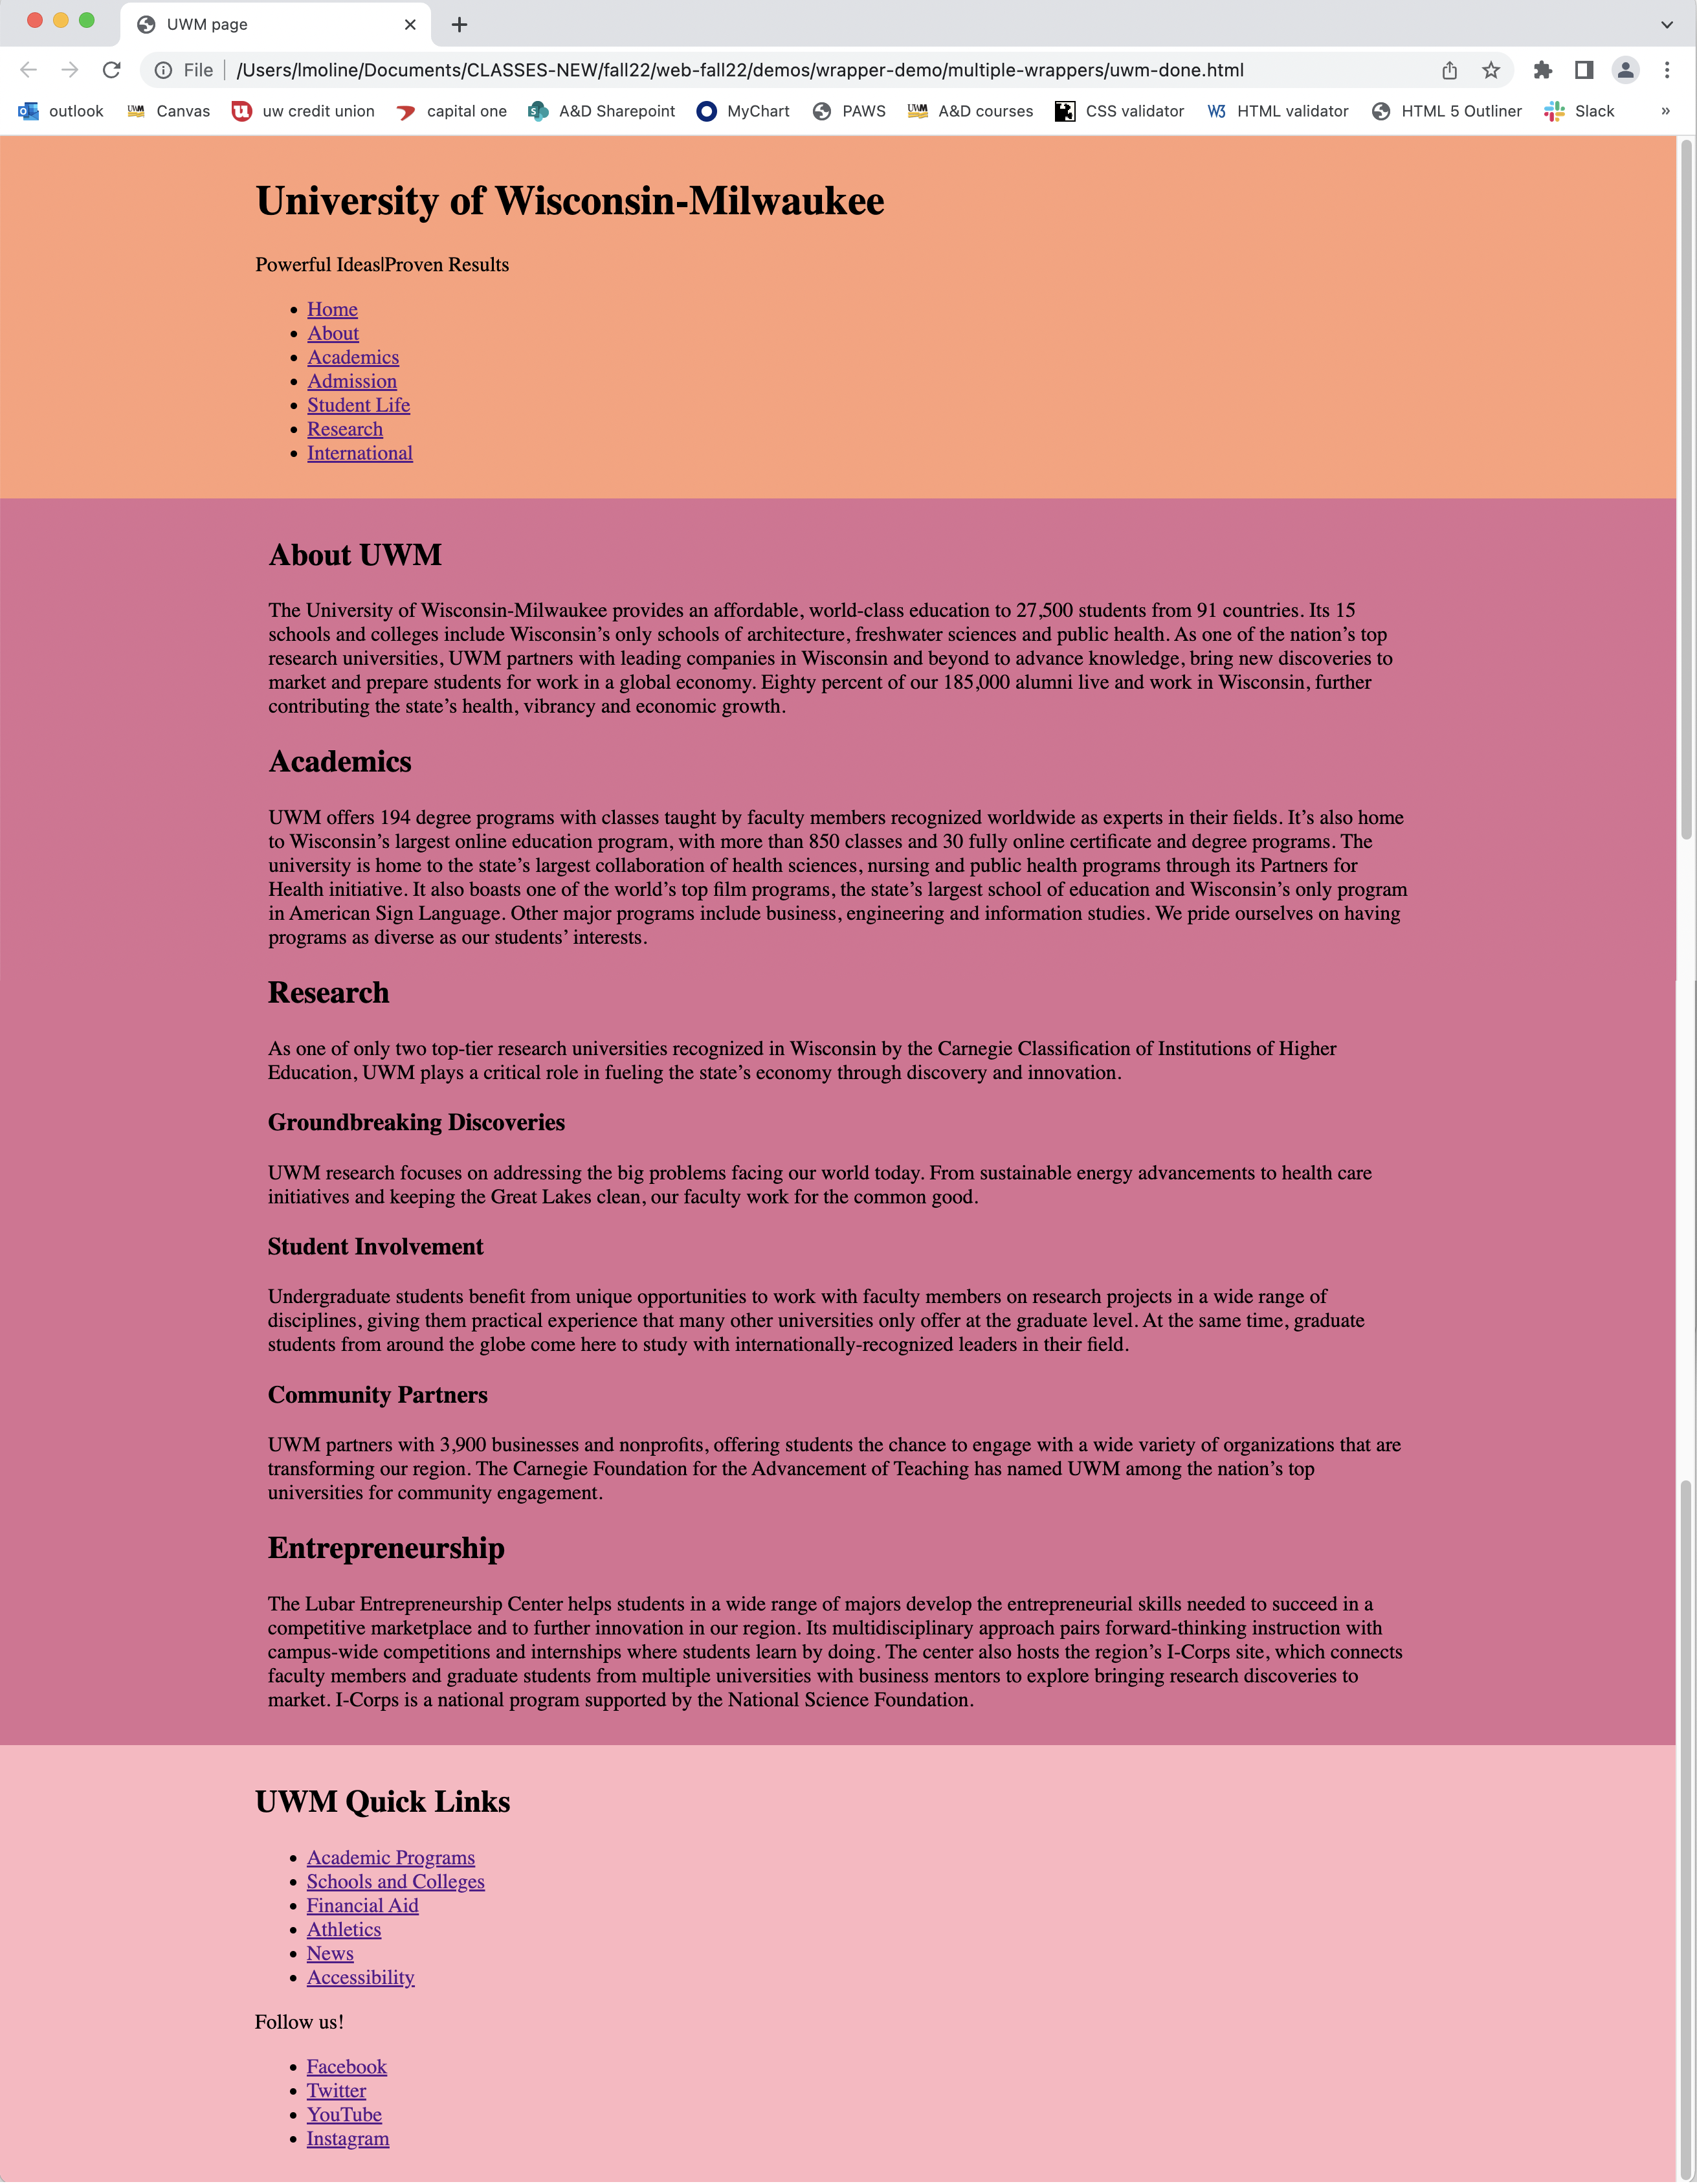 UWM page
File | /Users/lmoline/Documents/CLASSES-NEW/fall22/web-fall22/demos/wrapper-demo/multiple-wrappers/uwm-done.html
outlook UWM Canvas uw credit union capital one A&D Sharepoint MyChart PAWS UWM A&D courses CSS validator W3 HTML validator HTML 5 Outliner Slack »
University of Wisconsin-Milwaukee
Powerful Ideas|Proven Results
• Home
• About
• Academics
• Admission
• Student Life
• Research
• International
About UWM
The University of Wisconsin-Milwaukee provides an affordable, world-class education to 27,500 students from 91 countries. Its 15
schools and colleges include Wisconsin’s only schools of architecture, freshwater sciences and public health. As one of the nation’s top
research universities, UWM partners with leading companies in Wisconsin and beyond to advance knowledge, bring new discoveries to
market and prepare students for work in a global economy. Eighty percent of our 185,000 alumni live and work in Wisconsin, further
contributing the state’s health, vibrancy and economic growth.
Academics
UWM offers 194 degree programs with classes taught by faculty members recognized worldwide as experts in their fields. It’s also home
to Wisconsin’s largest online education program, with more than 850 classes and 30 fully online certificate and degree programs. The
university is home to the state’s largest collaboration of health sciences, nursing and public health programs through its Partners for
Health initiative. It also boasts one of the world’s top film programs, the state’s largest school of education and Wisconsin’s only program
in American Sign Language. Other major programs include business, engineering and information studies. We pride ourselves on having
programs as diverse as our students’ interests.
Research
As one of only two top-tier research universities recognized in Wisconsin by the Carnegie Classification of Institutions of Higher
Education, UWM plays a critical role in fueling the state’s economy through discovery and innovation.
Groundbreaking Discoveries
UWM research focuses on addressing the big problems facing our world today. From sustainable energy advancements to health care
initiatives and keeping the Great Lakes clean, our faculty work for the common good.
Student Involvement
Undergraduate students benefit from unique opportunities to work with faculty members on research projects in a wide range of
disciplines, giving them practical experience that many other universities only offer at the graduate level. At the same time, graduate
students from around the globe come here to study with internationally-recognized leaders in their field.
Community Partners
UWM partners with 3,900 businesses and nonprofits, offering students the chance to engage with a wide variety of organizations that are
transforming our region. The Carnegie Foundation for the Advancement of Teaching has named UWM among the nation’s top
universities for community engagement.
Entrepreneurship
The Lubar Entrepreneurship Center helps students in a wide range of majors develop the entrepreneurial skills needed to succeed in a
competitive marketplace and to further innovation in our region. Its multidisciplinary approach pairs forward-thinking instruction with
campus-wide competitions and internships where students learn by doing. The center also hosts the region’s I-Corps site, which connects
faculty members and graduate students from multiple universities with business mentors to explore bringing research discoveries to
market. I-Corps is a national program supported by the National Science Foundation.
UWM Quick Links
• Academic Programs
• Schools and Colleges
• Financial Aid
• Athletics
• News
• Accessibility
Follow us!
• Facebook
• Twitter
• YouTube
• Instagram